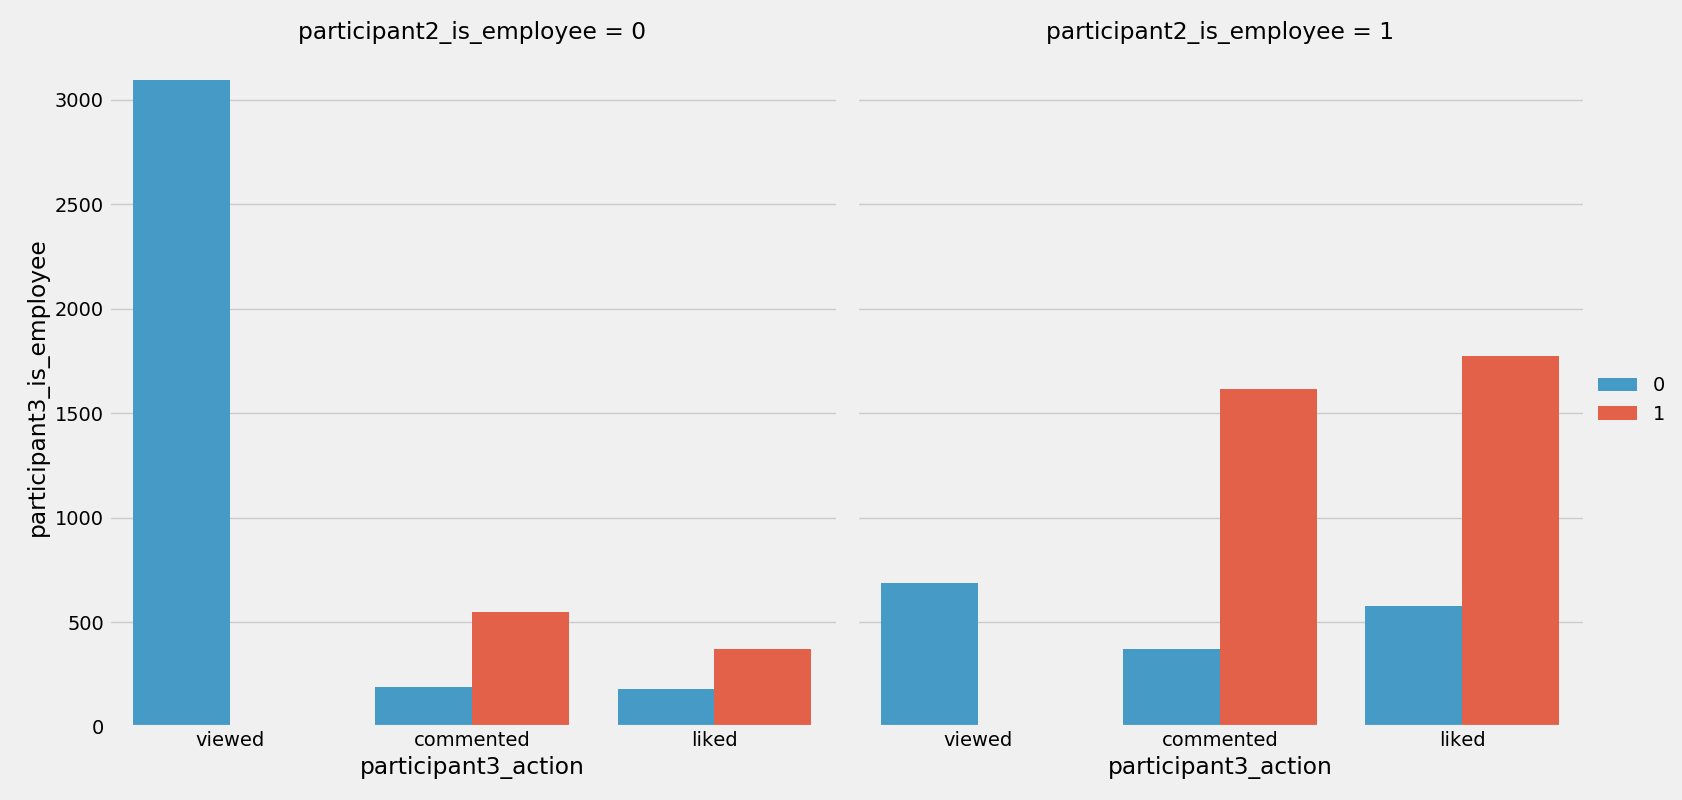 participant2_is_employee = 0
participant2_is_employee = 1
participant3_is_employee
3000
2500
2000
1500
1000
500
0
viewed
commented
liked
participant3_action
viewed
commented
liked
participant3_action
0
1